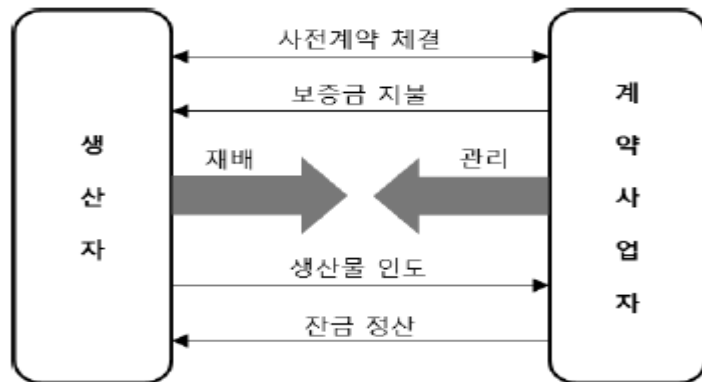 사전계약 체결
보증금 지불
생산자
재배
관리
계약사업자
생산물 인도
잔금 정산